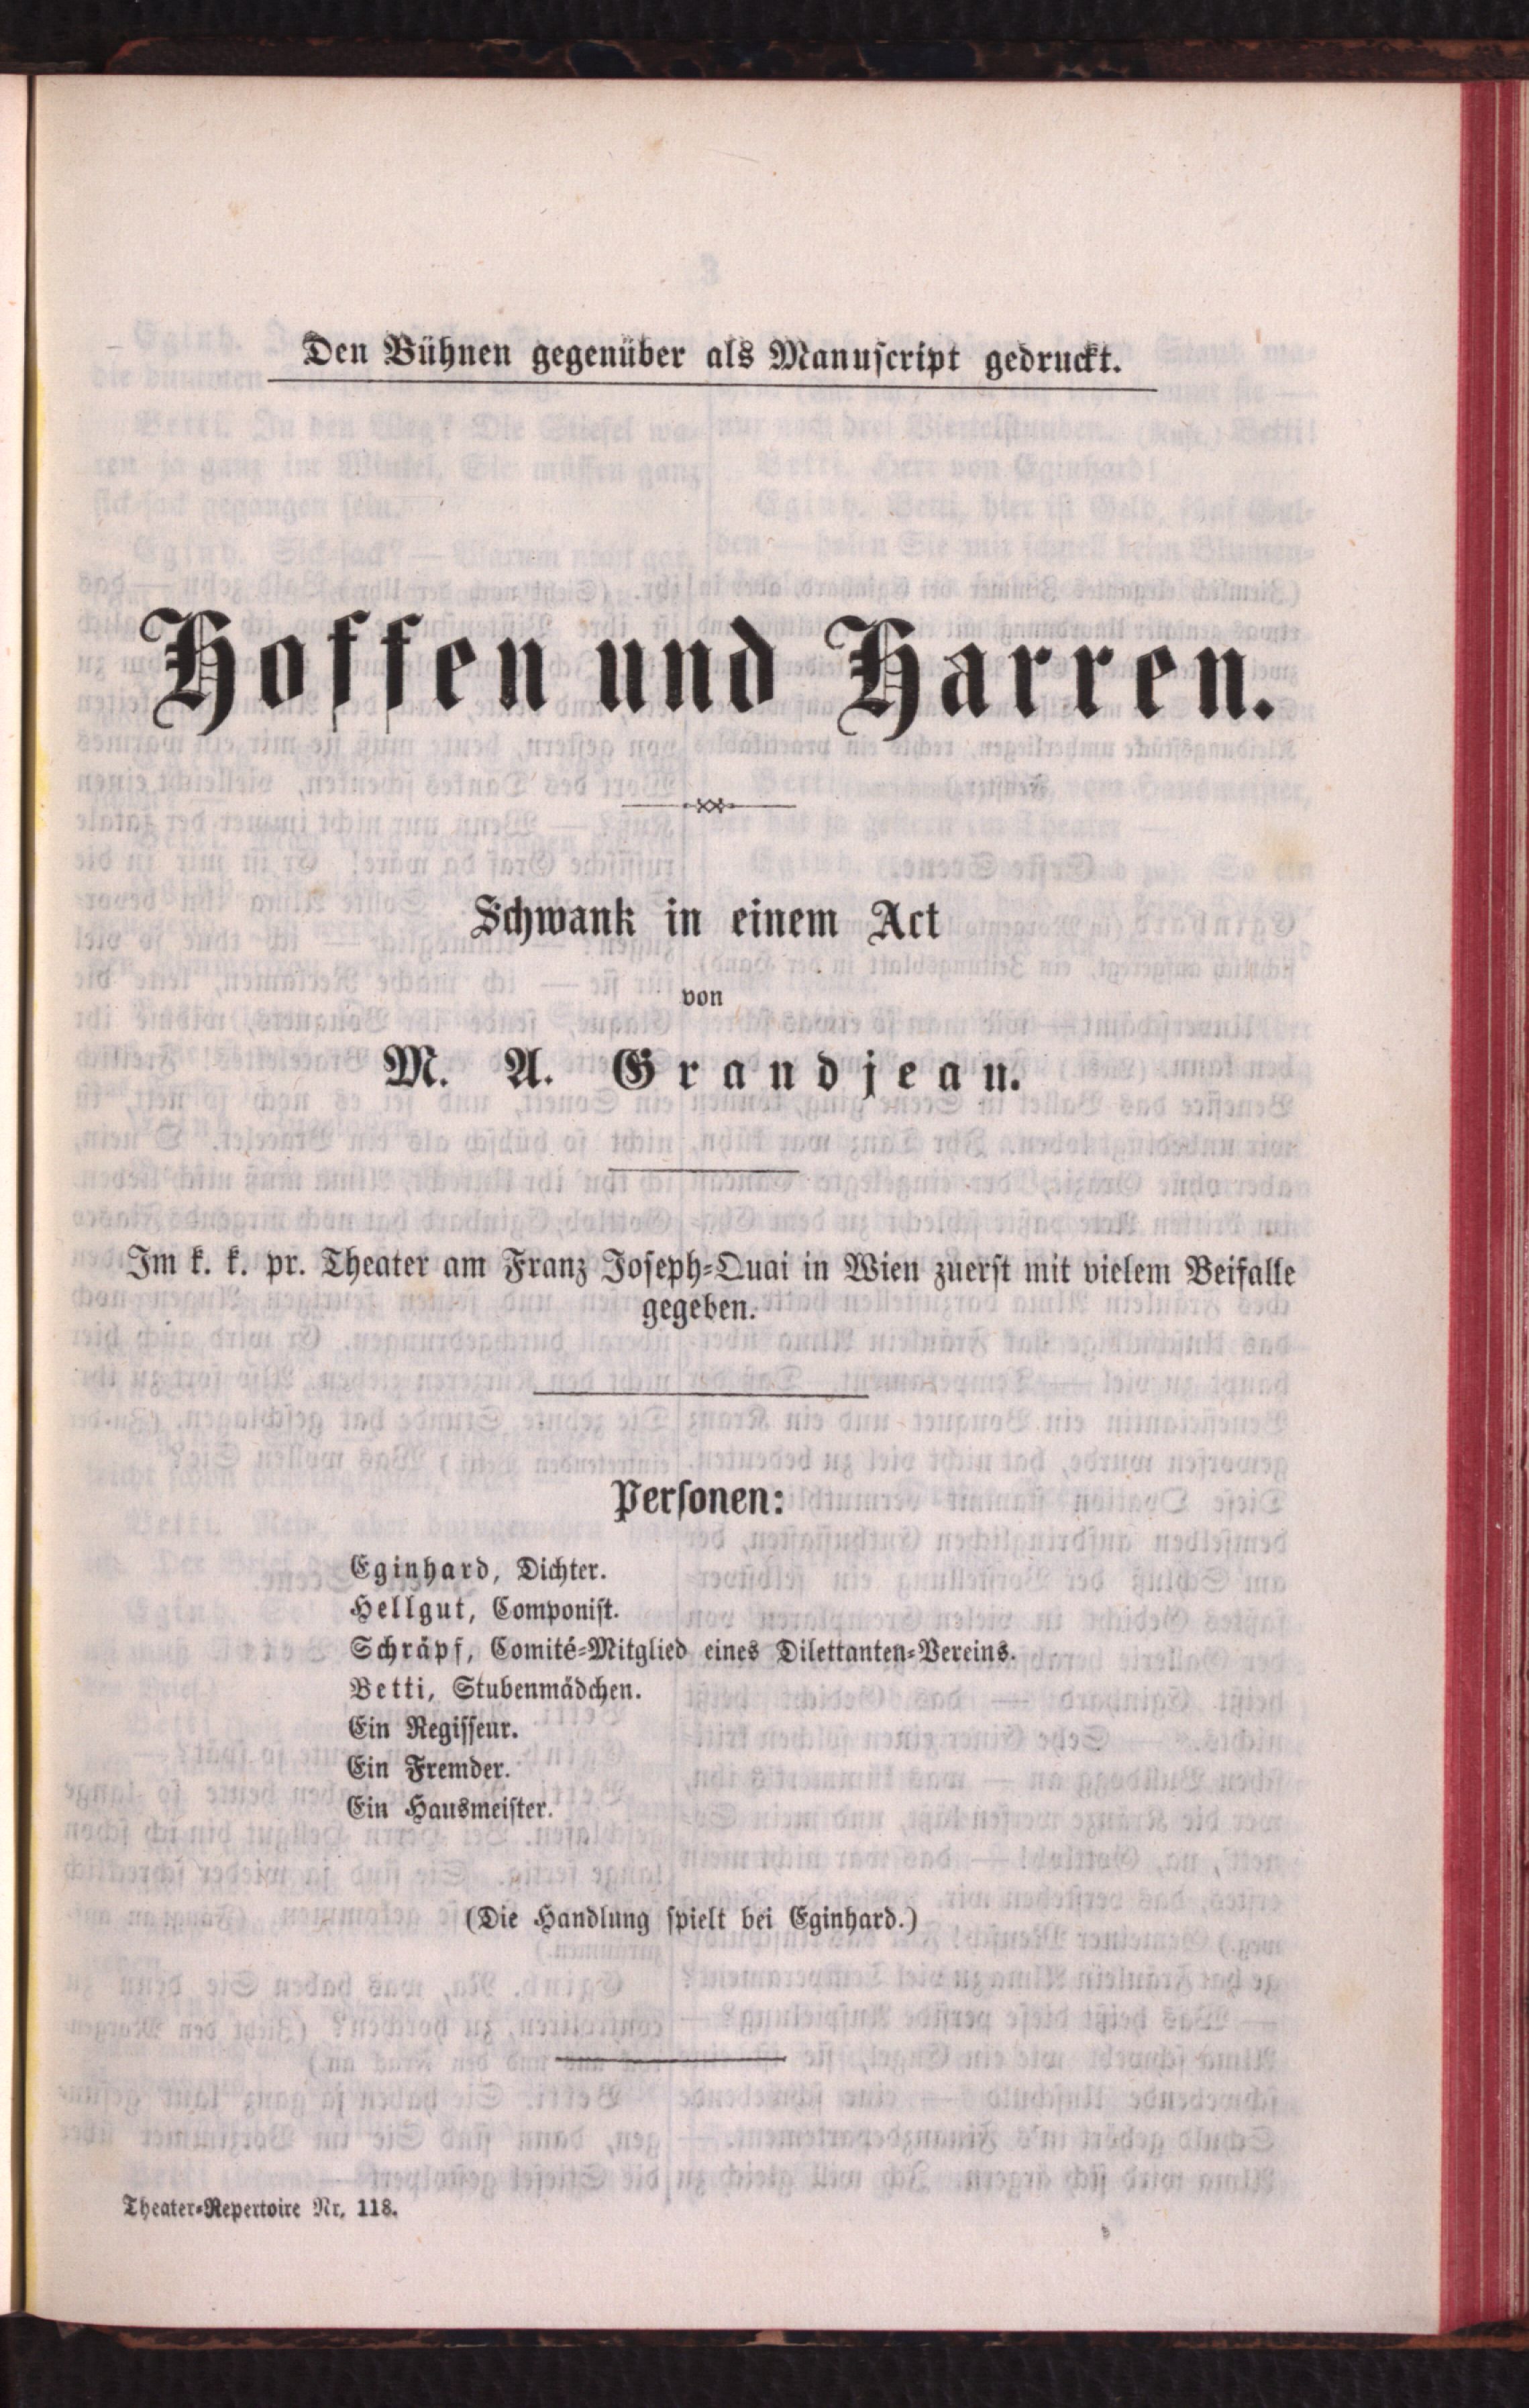 Den Bühnen gegenüber als Manuſcript gedruckt.
Hoffen und Harren.
Schwank in einem Act
von
M. A. Grandjean.
Im k. k. pr. Theater am Franz Joſeph-Quai in Wien zuerſt mit vielem Beifalle
gegeben.
Perſonen:
Eginhard, Dichter.
Hellgut, Componiſt.
Schräpf, Comité-Mitglied eines Dilettanten-Vereins.
Betti, Stubenmädchen.
Ein Regiſſeur.
Ein Fremder.
Ein Hausmeiſter.
(Die Handlung ſpielt bei Eginhard.)
Theater-Repertoire Nr. 118.